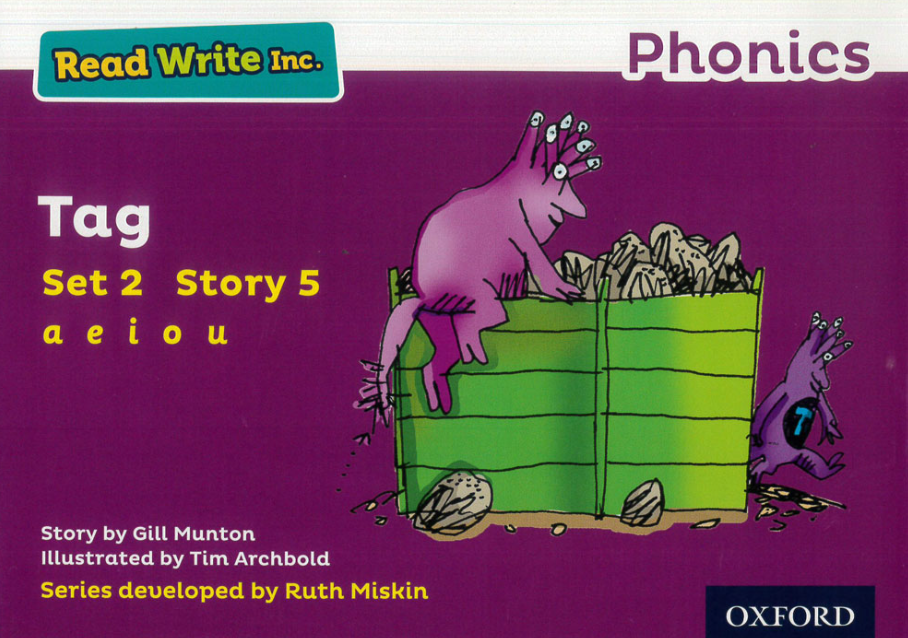 Read Write Inc.
Phonics
Tag
Set 2 Story 5
a e i o u
T
Story by Gill Munton
Illustrated by Tim Archbold
Series developed by Ruth Miskin
OXFORD